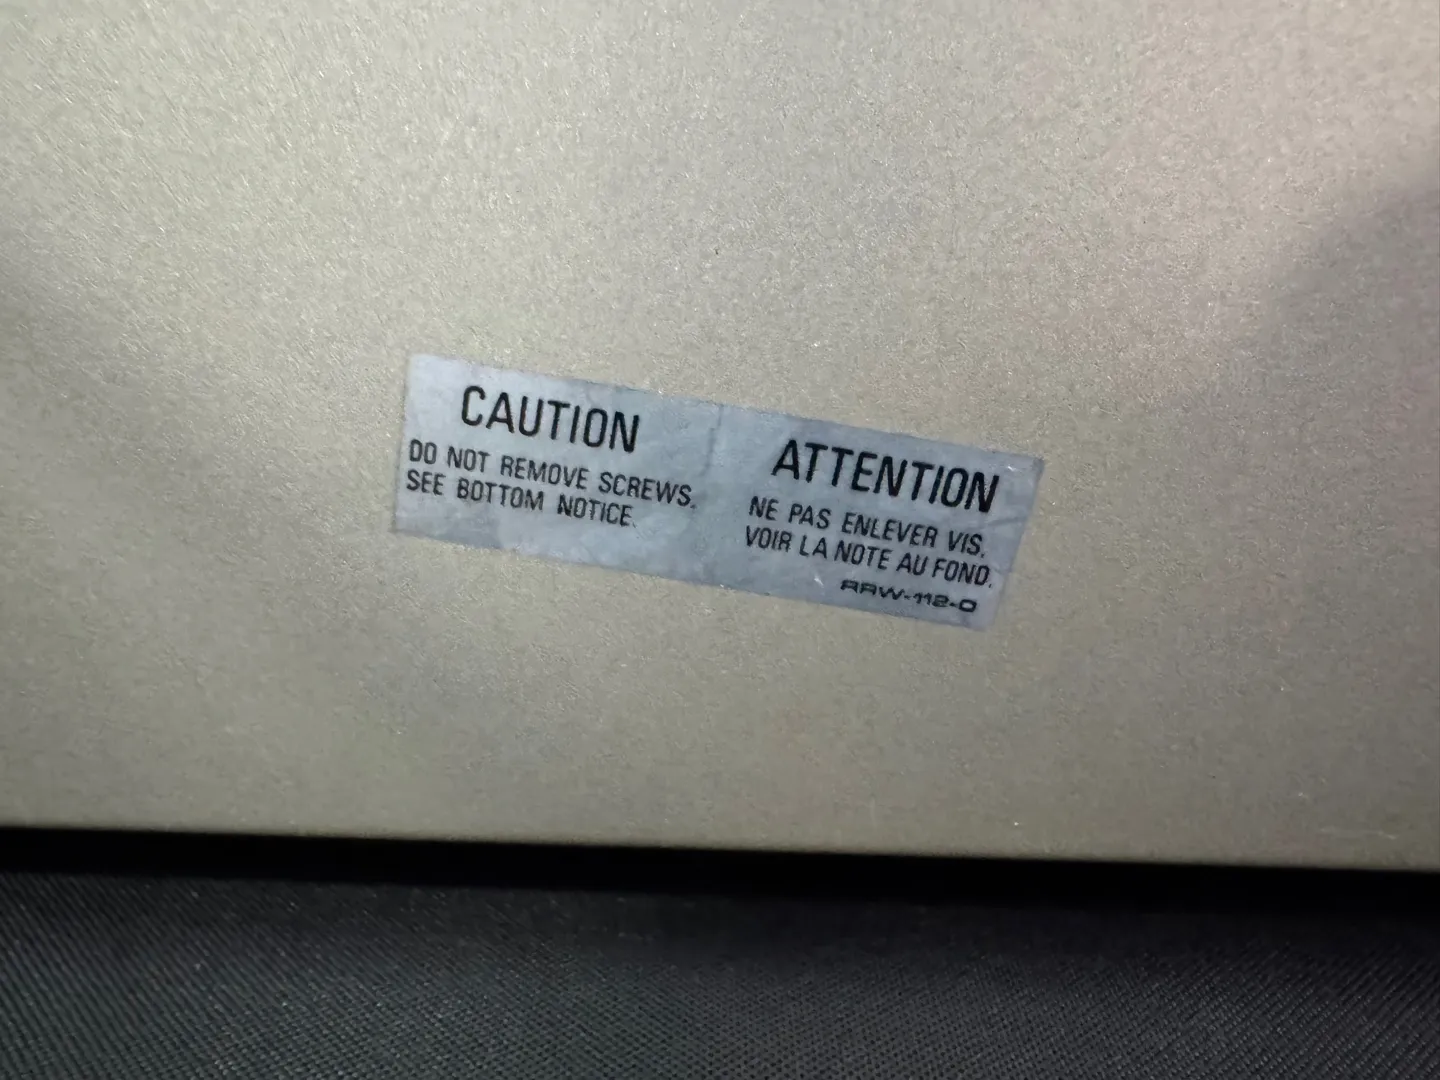 CAUTION
DO NOT REMOVE SCREWS.
SEE BOTTOM NOTICE.
ATTENTION
NE PAS ENLEVER VIS.
VOIR LA NOTE AU FOND.
ARW-112-0